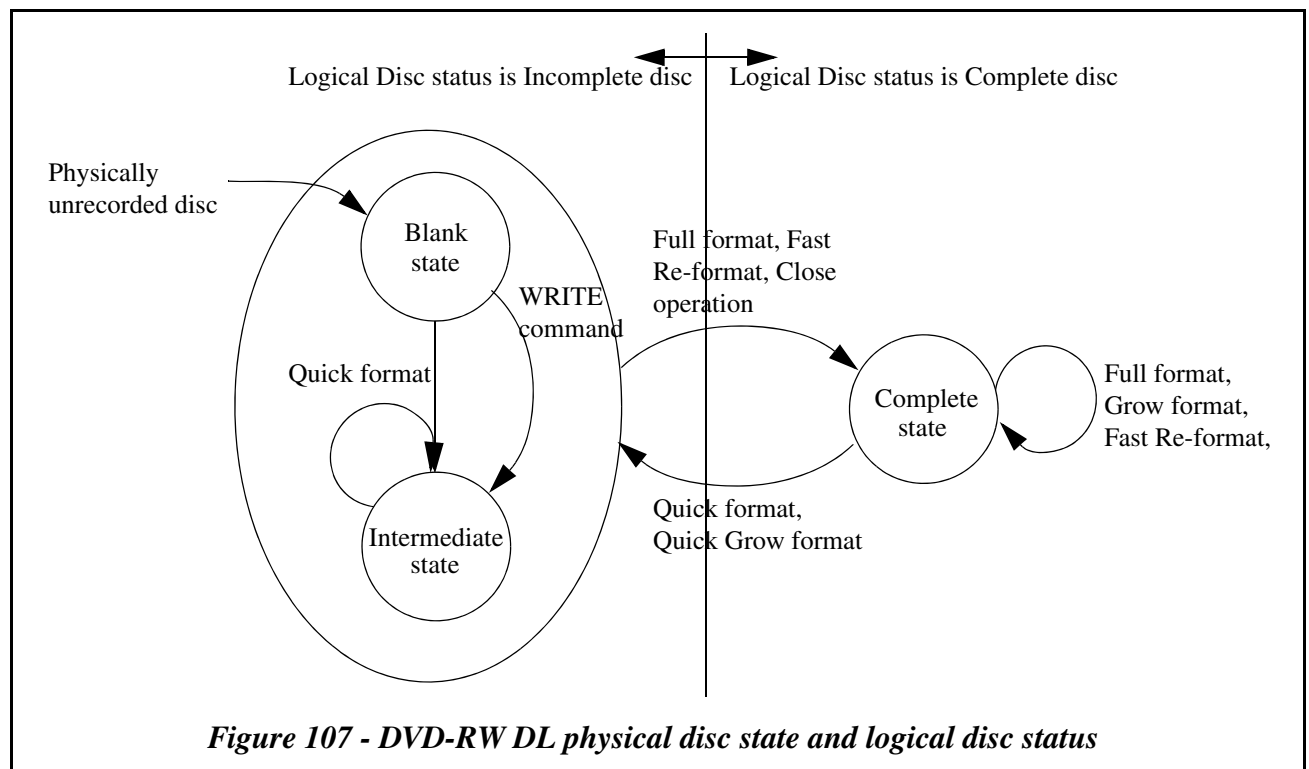 Logical Disc status is Incomplete disc
Logical Disc status is Complete disc
Physically
unrecorded disc
Blank
state
WRITE
command
Quick format
Intermediate
state
Full format, Fast
Re-format, Close
operation
Quick format,
Quick Grow format
Complete
state
Full format,
Grow format,
Fast Re-format,
Figure 107 - DVD-RW DL physical disc state and logical disc status